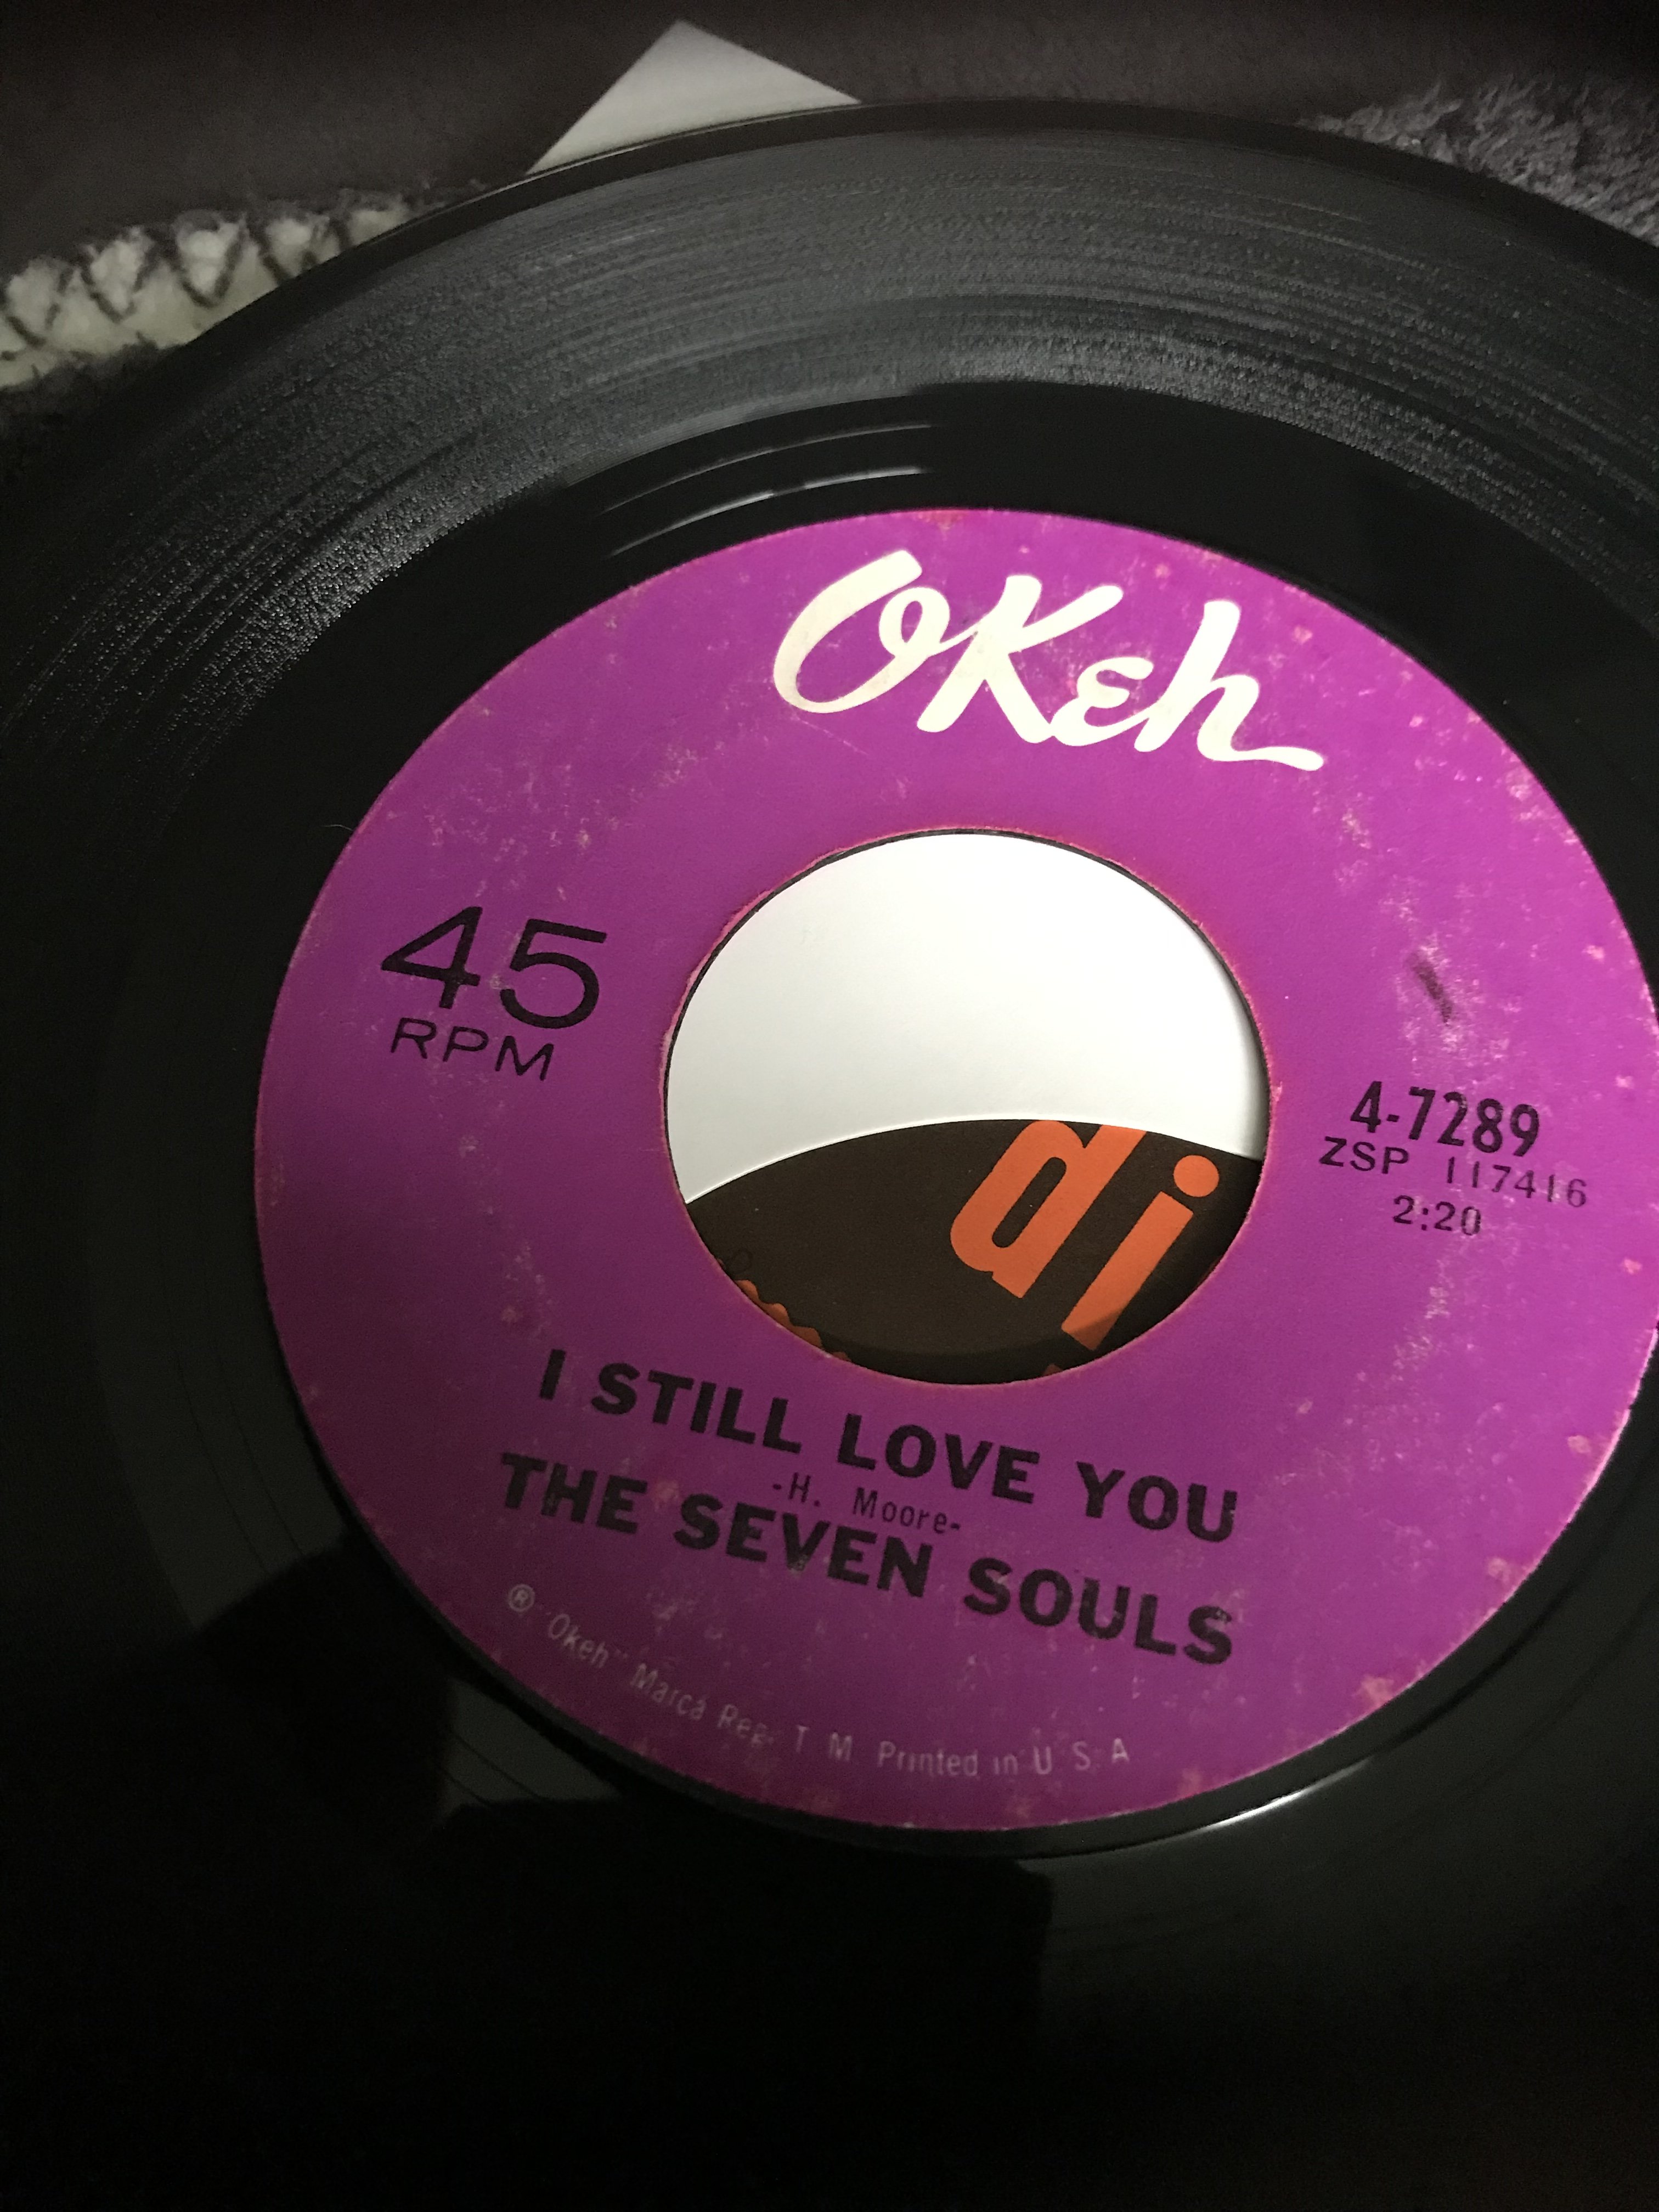 OKeh
45
RPM
4-7289
ZSP 117416
2:20
di
I STILL LOVE YOU
-H. Moore-
THE SEVEN SOULS
® "Okeh" Marca Reg. T. M. Printed in U S A